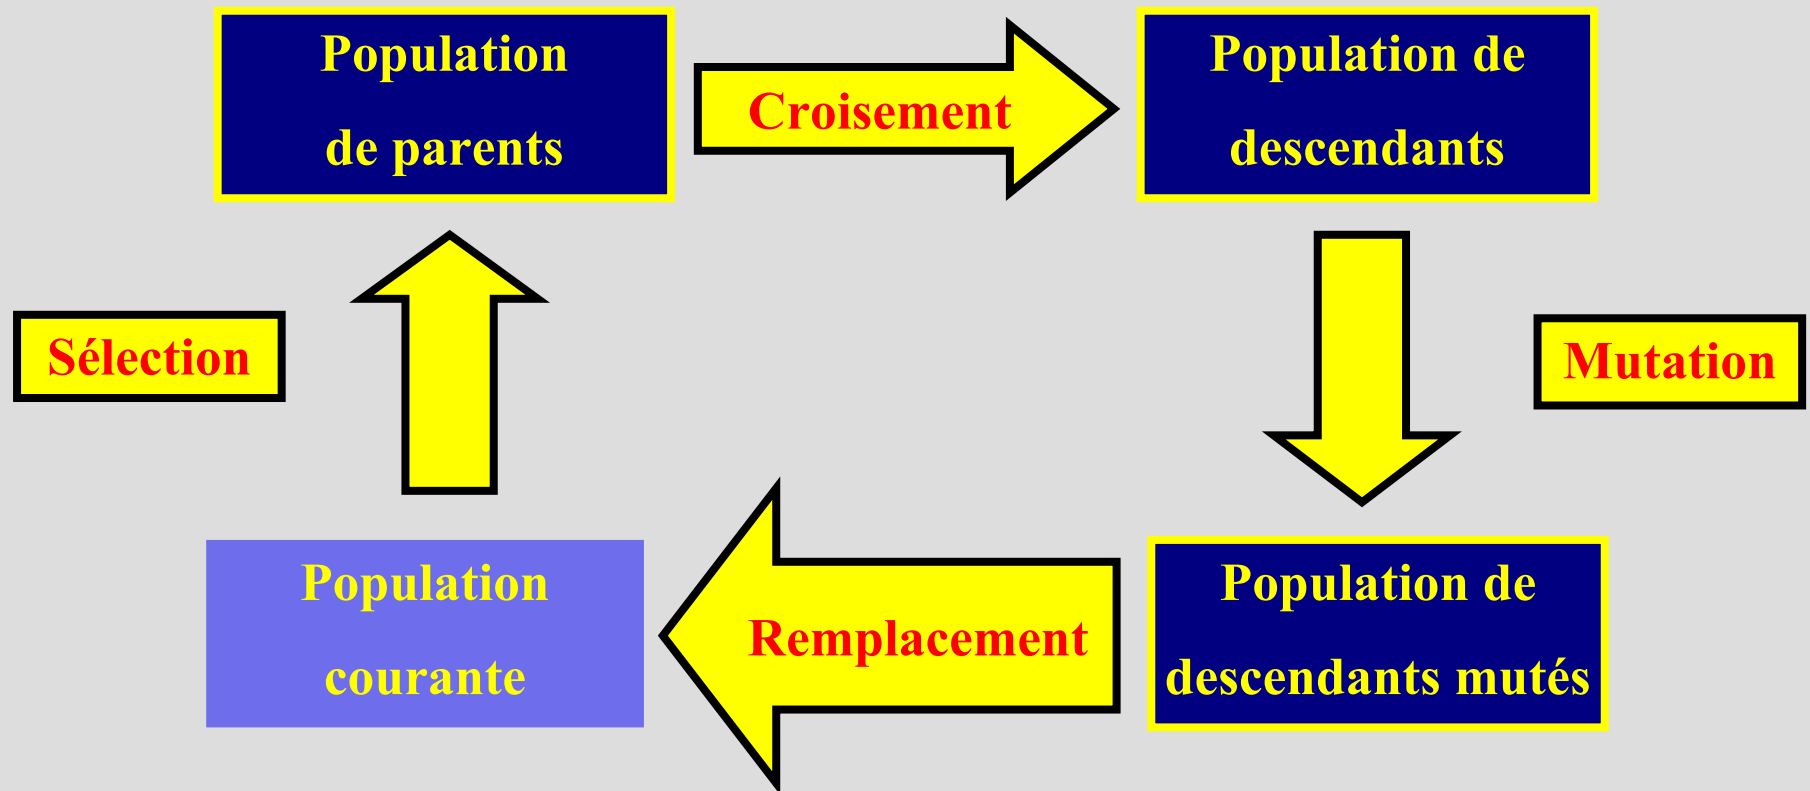 Population
de parents
Croisement
Population de
descendants
Sélection
Mutation
Population
courante
Remplacement
Population de
descendants mutés